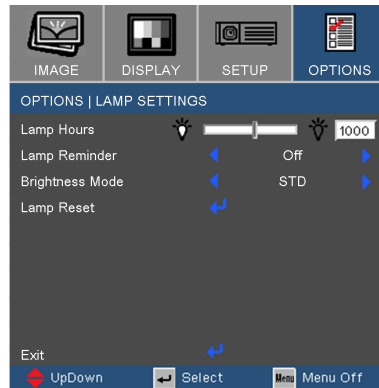 IMAGE DISPLAY SETUP OPTIONS
OPTIONS | LAMP SETTINGS
Lamp Hours 1000
Lamp Reminder Off
Brightness Mode STD
Lamp Reset
Exit
UpDown Select Menu Menu Off